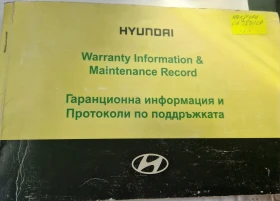 HYUNDAI
Warranty Information &
Maintenance Record
Гаранционна информация и
Протоколи по поддръжката